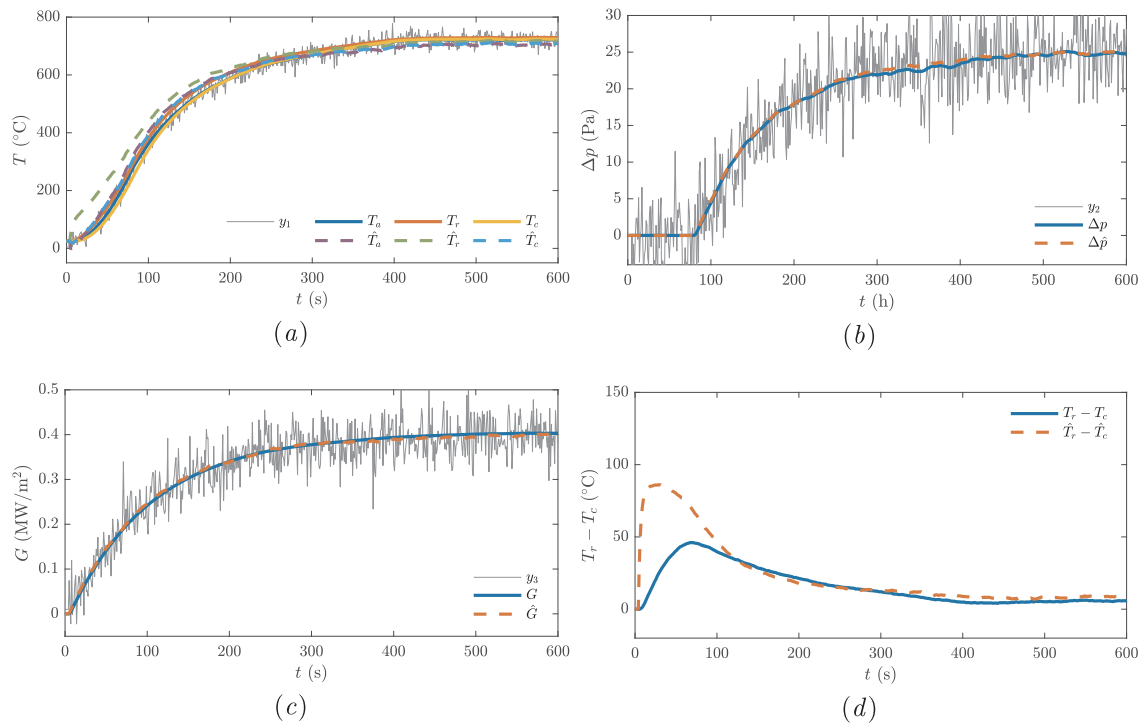 800
600
400
200
0
T (°C)
y₁ Tₐ Tᵣ T꜀
T̂ₐ T̂ᵣ T̂꜀
0 100 200 300 400 500 600
t (s)
(a)
30
25
20
15
10
5
0
Δp (Pa)
y₂
Δp
Δp̂
0 100 200 300 400 500 600
t (h)
(b)
0.5
0.4
0.3
0.2
0.1
0
G (MW/m²)
y₃
G
Ĝ
0 100 200 300 400 500 600
t (s)
(c)
150
100
50
0
Tᵣ − T꜀ (°C)
Tᵣ − T꜀
T̂ᵣ − T̂꜀
0 100 200 300 400 500 600
t (s)
(d)